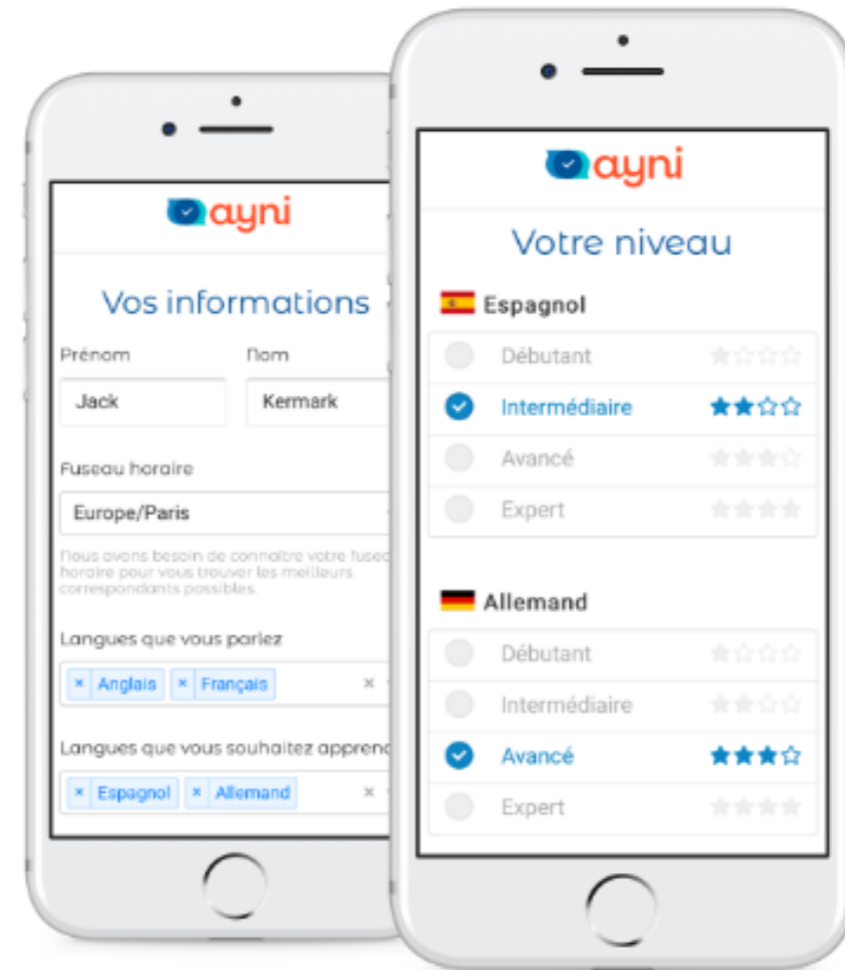 ayni
Vos informations
Prénom Nom
Jack Kermark
Fuseau horaire
Europe/Paris
Nous avons besoin de connaître votre fusea
horaire pour vous trouver les meilleurs
correspondants possibles.
Langues que vous parlez
× Anglais × Français ×
Langues que vous souhaitez apprend
× Espagnol × Allemand ×
ayni
Votre niveau
Espagnol
Débutant
Intermédiaire
Avancé
Expert
Allemand
Débutant
Intermédiaire
Avancé
Expert